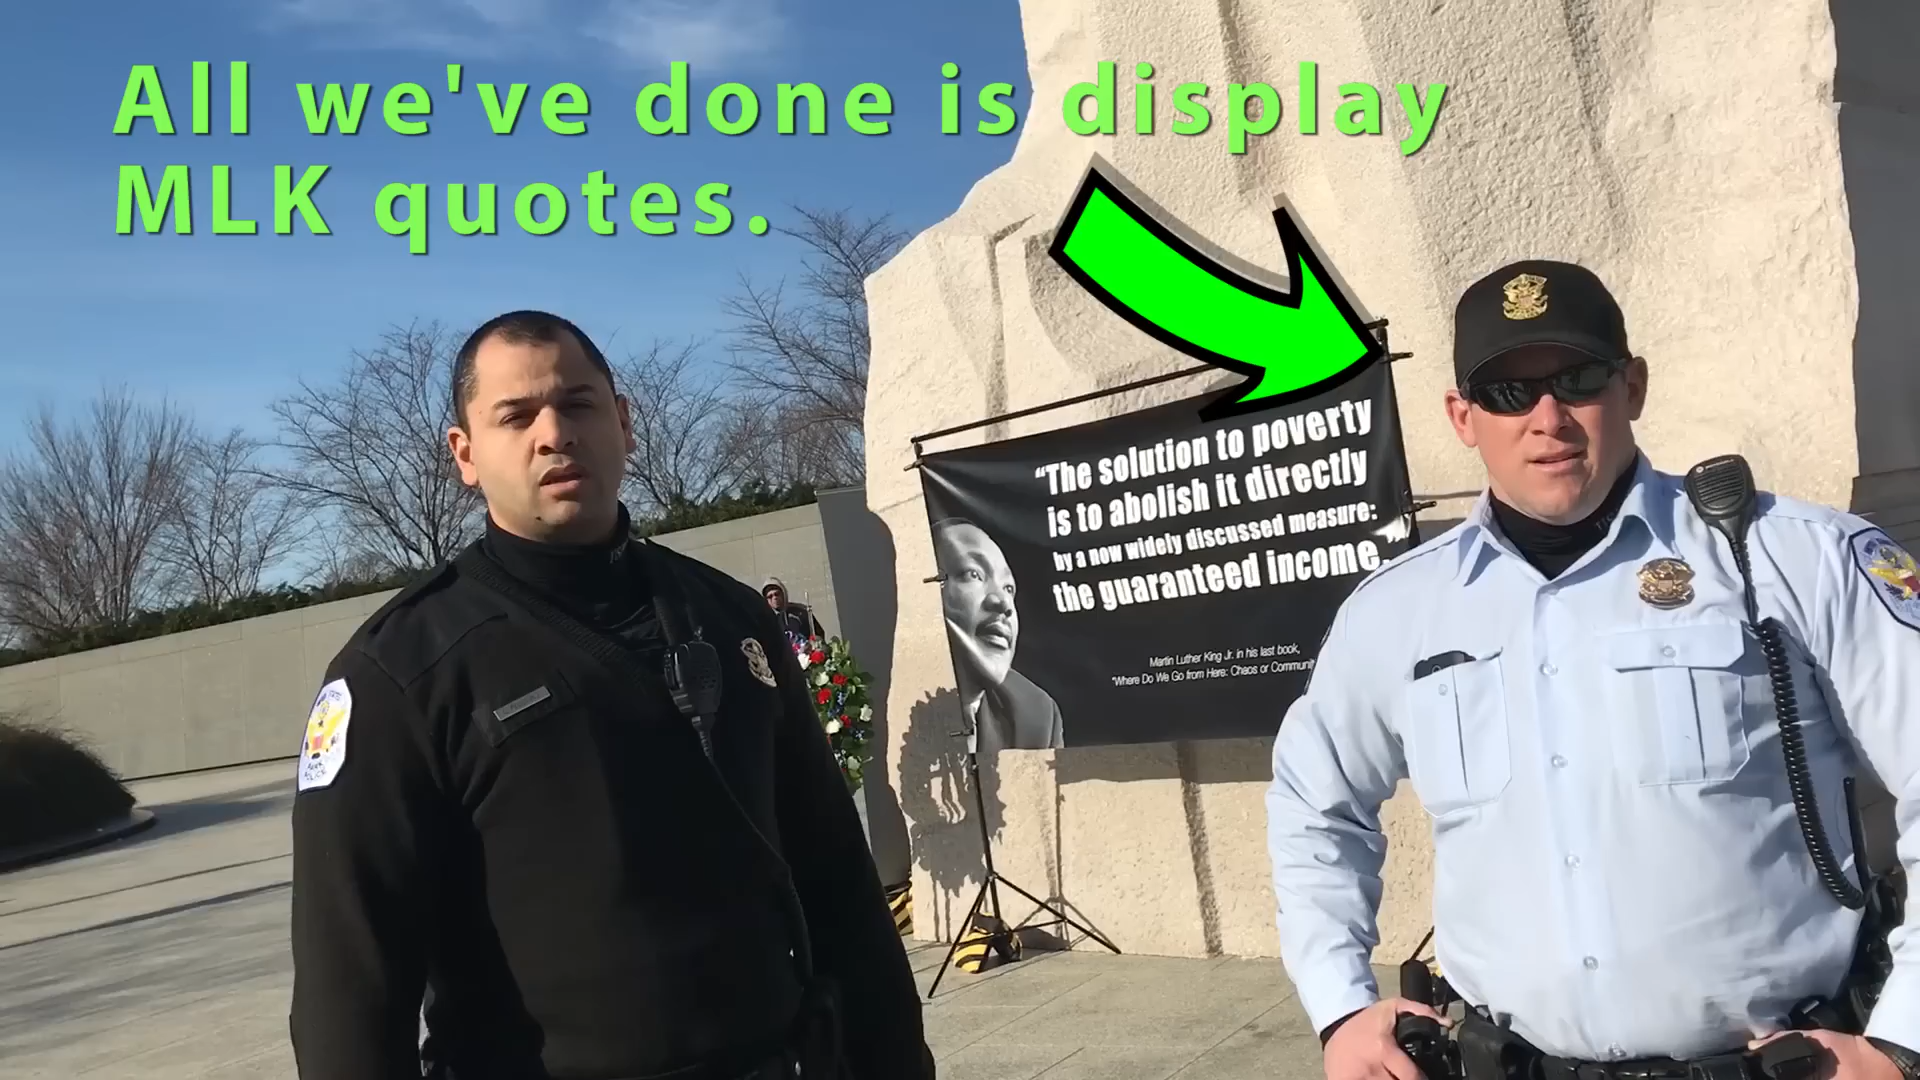 All we've done is display
MLK quotes.
“The solution to poverty
is to abolish it directly
by a now widely discussed measure:
the guaranteed income.”
Martin Luther King Jr. in his last book,
"Where Do We Go from Here: Chaos or